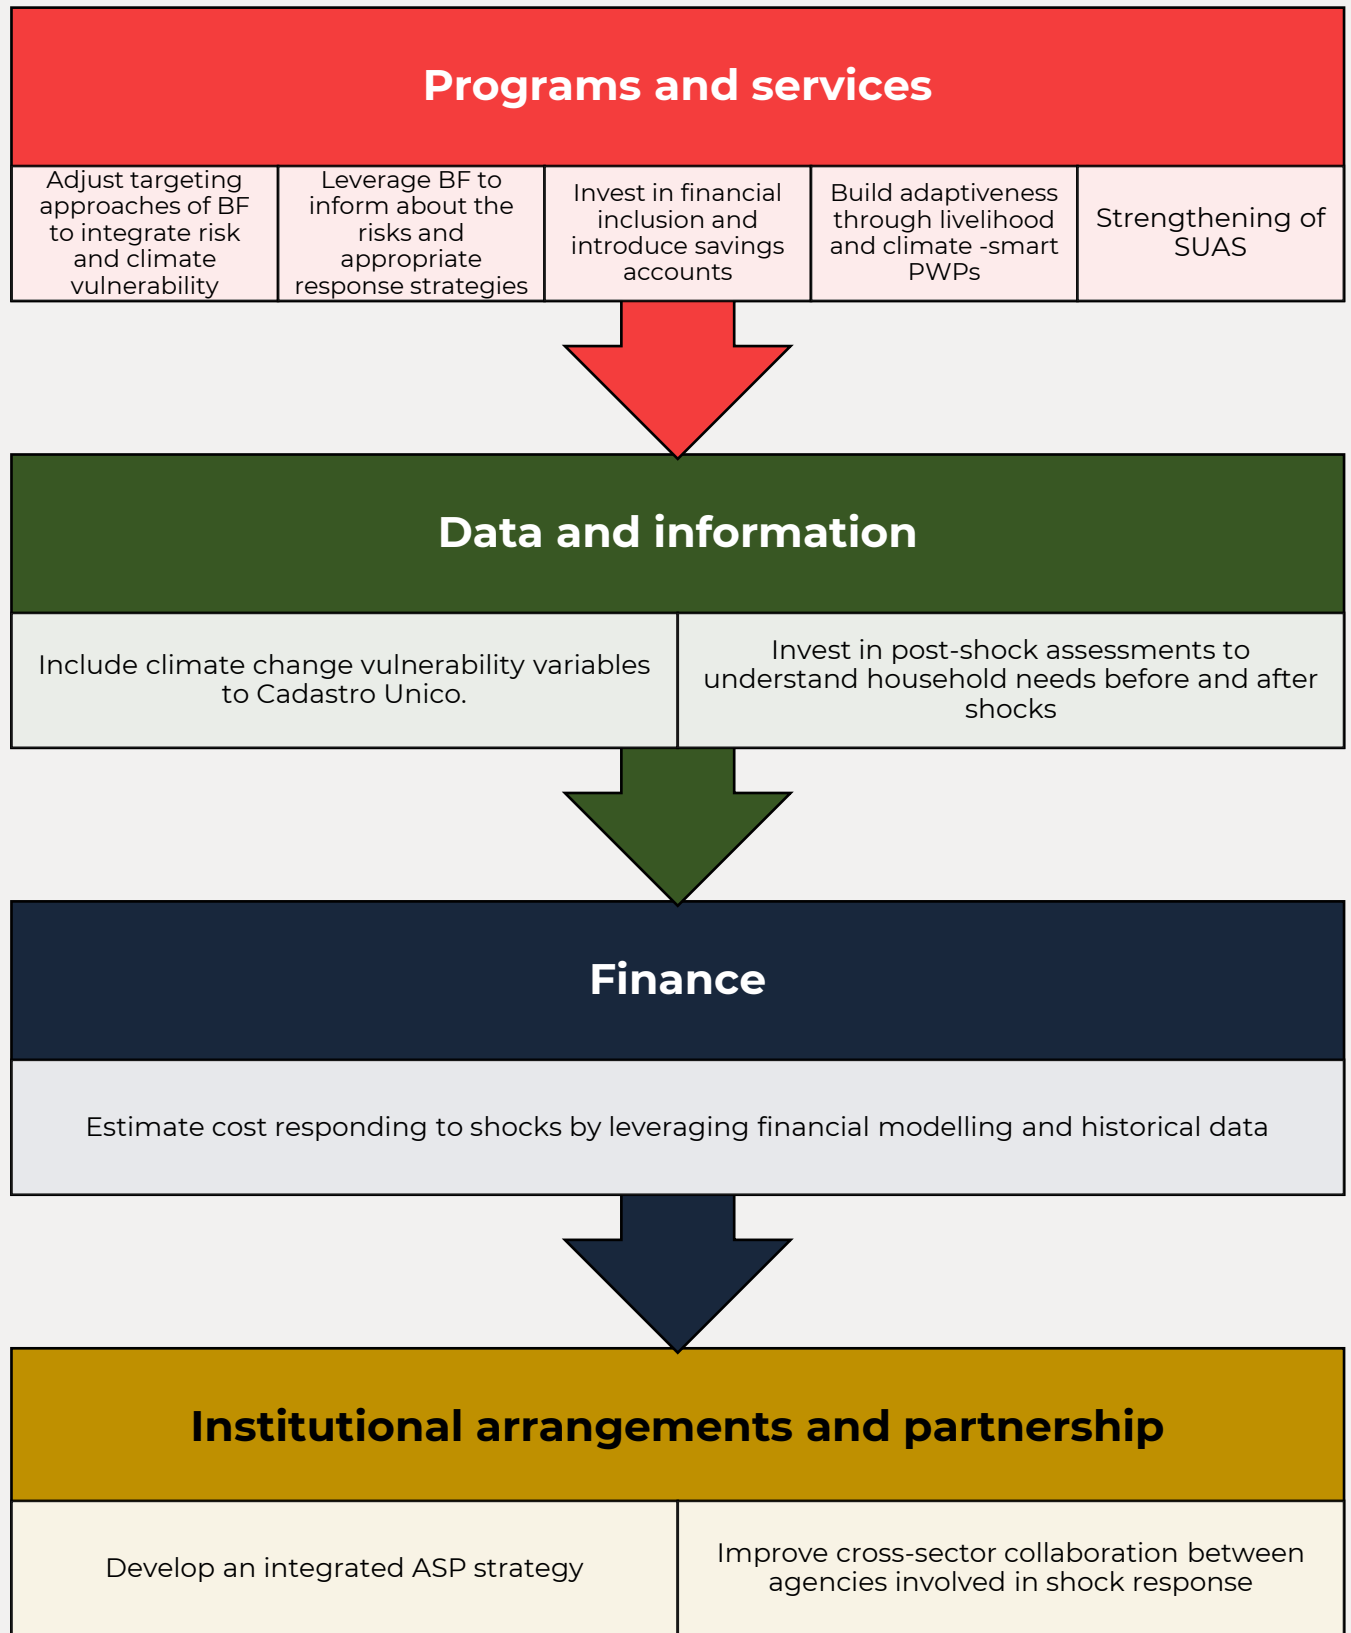 Programs and services
Adjust targeting
approaches of BF
to integrate risk
and climate
vulnerability
Leverage BF to
inform about the
risks and
appropriate
response strategies
Invest in financial
inclusion and
introduce savings
accounts
Build adaptiveness
through livelihood
and climate -smart
PWPs
Strengthening of
SUAS
Data and information
Include climate change vulnerability variables
to Cadastro Unico.
Invest in post-shock assessments to
understand household needs before and after
shocks
Finance
Estimate cost responding to shocks by leveraging financial modelling and historical data
Institutional arrangements and partnership
Develop an integrated ASP strategy
Improve cross-sector collaboration between
agencies involved in shock response